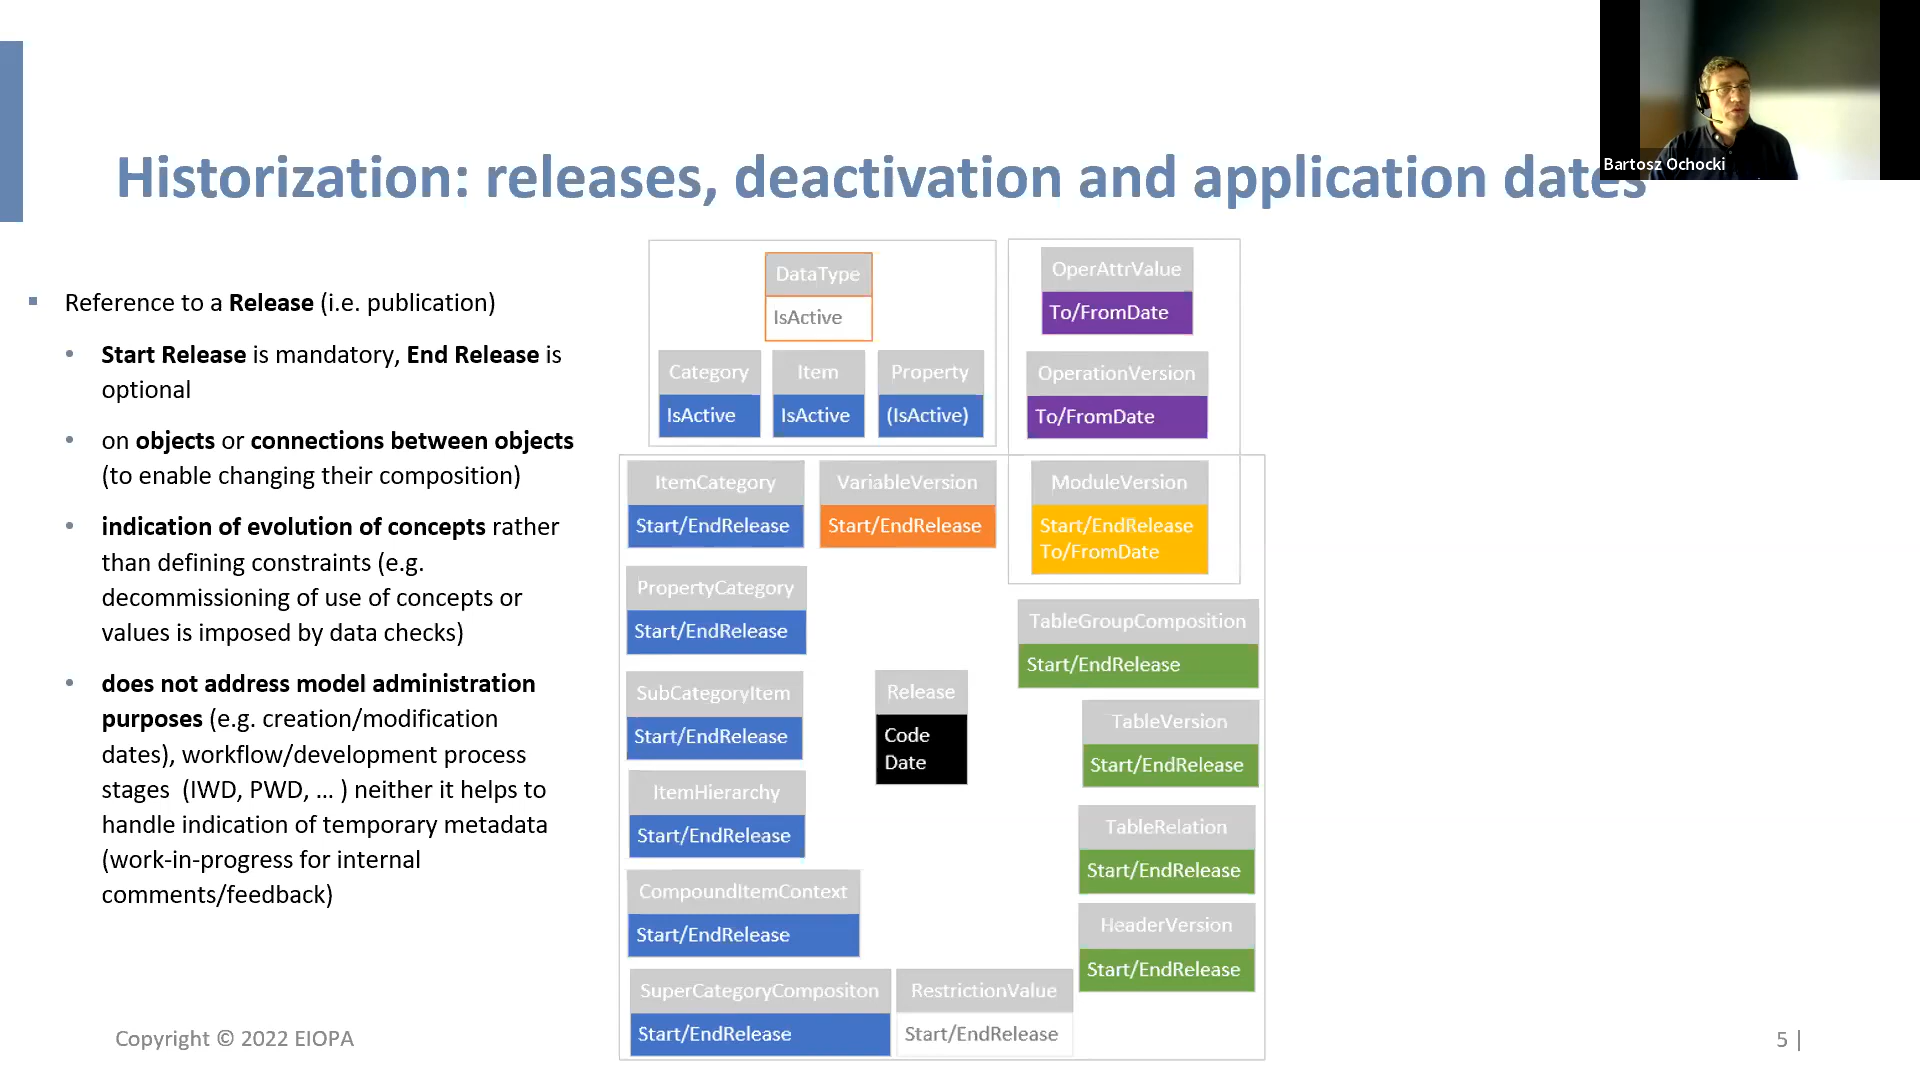 Bartosz Ochocki
Historization: releases, deactivation and application dates
Reference to a Release (i.e. publication)
Start Release is mandatory, End Release is
optional
on objects or connections between objects
(to enable changing their composition)
indication of evolution of concepts rather
than defining constraints (e.g.
decommissioning of use of concepts or
values is imposed by data checks)
does not address model administration
purposes (e.g. creation/modification
dates), workflow/development process
stages (IWD, PWD, ... ) neither it helps to
handle indication of temporary metadata
(work-in-progress for internal
comments/feedback)
DataType
IsActive
Category
IsActive
Item
IsActive
Property
(IsActive)
OperAttrValue
To/FromDate
OperationVersion
To/FromDate
ItemCategory
Start/EndRelease
VariableVersion
Start/EndRelease
ModuleVersion
Start/EndRelease
To/FromDate
PropertyCategory
Start/EndRelease
TableGroupComposition
Start/EndRelease
SubCategoryItem
Start/EndRelease
Release
Code
Date
TableVersion
Start/EndRelease
ItemHierarchy
Start/EndRelease
TableRelation
Start/EndRelease
CompoundItemContext
Start/EndRelease
HeaderVersion
Start/EndRelease
SuperCategoryCompositon
Start/EndRelease
RestrictionValue
Start/EndRelease
Copyright © 2022 EIOPA
5 |